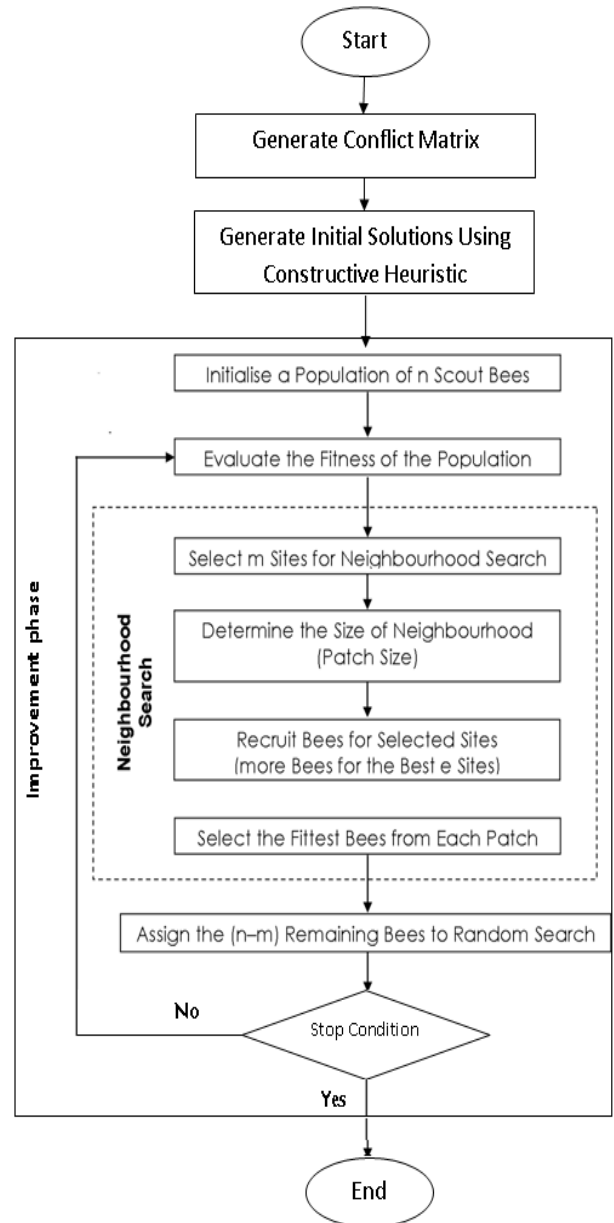 Start
Generate Conflict Matrix
Generate Initial Solutions Using
Constructive Heuristic
Improvement phase
Initialise a Population of n Scout Bees
Evaluate the Fitness of the Population
Neighbourhood
Search
Select m Sites for Neighbourhood Search
Determine the Size of Neighbourhood
(Patch Size)
Recruit Bees for Selected Sites
(more Bees for the Best e Sites)
Select the Fittest Bees from Each Patch
Assign the (n–m) Remaining Bees to Random Search
No
Stop Condition
Yes
End